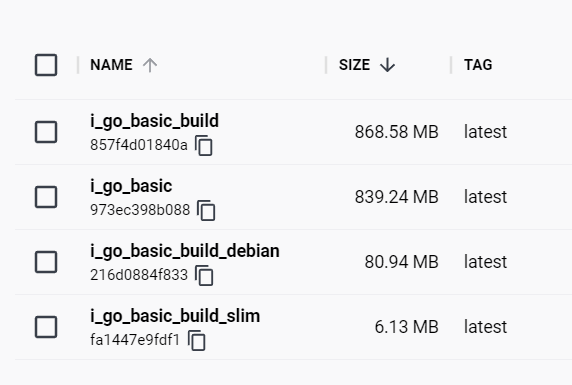 NAME SIZE TAG
i_go_basic_build
857f4d01840a 868.58 MB latest
i_go_basic
973ec398b088 839.24 MB latest
i_go_basic_build_debian
216d0884f833 80.94 MB latest
i_go_basic_build_slim
fa1447e9fdf1 6.13 MB latest